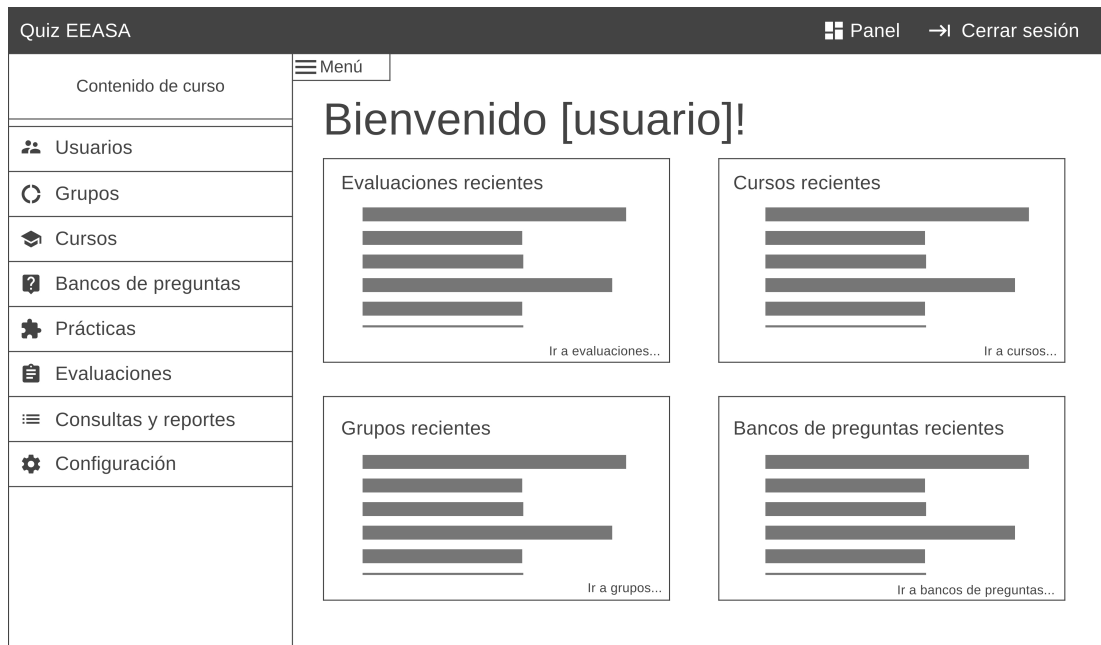 Quiz EEASA
Panel
Cerrar sesión
Contenido de curso
Usuarios
Grupos
Cursos
Bancos de preguntas
Prácticas
Evaluaciones
Consultas y reportes
Configuración
Menú
Bienvenido [usuario]!
Evaluaciones recientes
Ir a evaluaciones...
Cursos recientes
Ir a cursos...
Grupos recientes
Ir a grupos...
Bancos de preguntas recientes
Ir a bancos de preguntas...